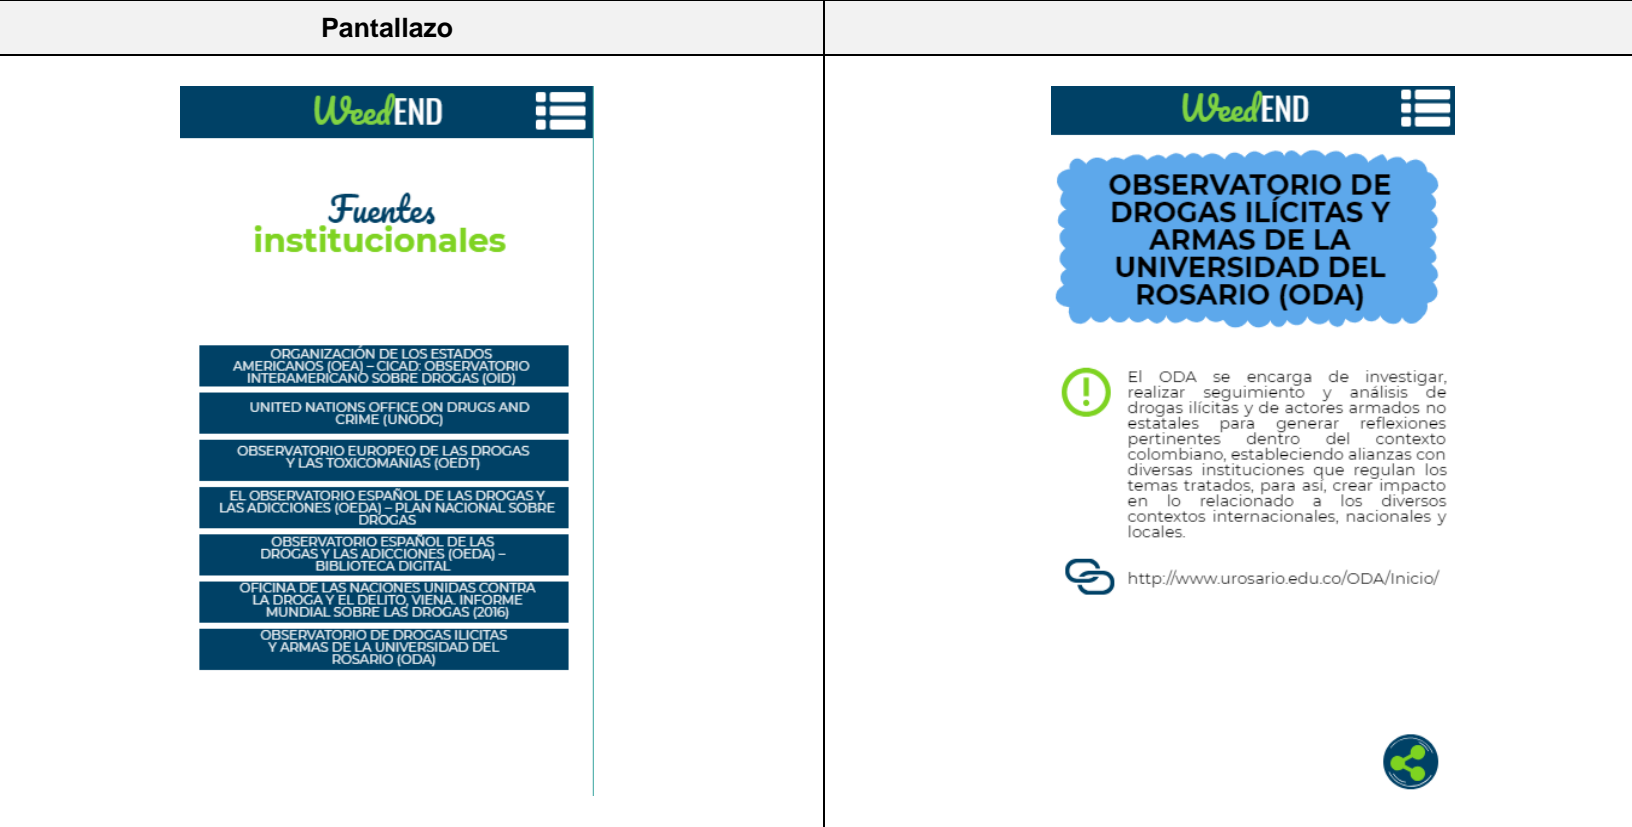 Pantallazo
WeedEND
Fuentes
institucionales
ORGANIZACIÓN DE LOS ESTADOS
AMERICANOS (OEA) – CICAD: OBSERVATORIO
INTERAMERICANO SOBRE DROGAS (OID)
UNITED NATIONS OFFICE ON DRUGS AND
CRIME (UNODC)
OBSERVATORIO EUROPEO DE LAS DROGAS
Y LAS TOXICOMANÍAS (OEDT)
EL OBSERVATORIO ESPAÑOL DE LAS DROGAS Y
LAS ADICCIONES (OEDA) – PLAN NACIONAL SOBRE
DROGAS
OBSERVATORIO ESPAÑOL DE LAS
DROGAS Y LAS ADICCIONES (OEDA) –
BIBLIOTECA DIGITAL
OFICINA DE LAS NACIONES UNIDAS CONTRA
LA DROGA Y EL DELITO, VIENA. INFORME
MUNDIAL SOBRE LAS DROGAS (2016)
OBSERVATORIO DE DROGAS ILICITAS
Y ARMAS DE LA UNIVERSIDAD DEL
ROSARIO (ODA)
WeedEND
OBSERVATORIO DE
DROGAS ILÍCITAS Y
ARMAS DE LA
UNIVERSIDAD DEL
ROSARIO (ODA)
El ODA se encarga de investigar,
realizar seguimiento y análisis de
drogas ilícitas y de actores armados no
estatales para generar reflexiones
pertinentes dentro del contexto
colombiano, estableciendo alianzas con
diversas instituciones que regulan los
temas tratados, para así, crear impacto
en lo relacionado a los diversos
contextos internacionales, nacionales y
locales.
http://www.urosario.edu.co/ODA/Inicio/